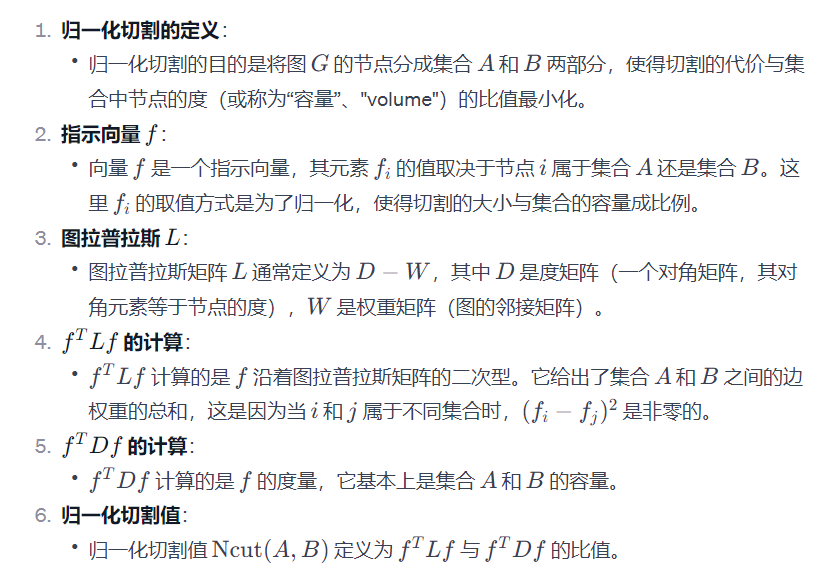 1. 归一化切割的定义：
• 归一化切割的目的是将图 G 的节点分成集合 A 和 B 两部分，使得切割的代价与集
合中节点的度（或称为“容量”、"volume"）的比值最小化。
2. 指示向量 f：
• 向量 f 是一个指示向量，其元素 f_i 的值取决于节点 i 属于集合 A 还是集合 B。这
里 f_i 的取值方式是为了归一化，使得切割的大小与集合的容量成比例。
3. 图拉普拉斯 L：
• 图拉普拉斯矩阵 L 通常定义为 D − W，其中 D 是度矩阵（一个对角矩阵，其对
角元素等于节点的度），W 是权重矩阵（图的邻接矩阵）。
4. f^T Lf 的计算：
• f^T Lf 计算的是 f 沿着图拉普拉斯矩阵的二次型。它给出了集合 A 和 B 之间的边
权重的总和，这是因为当 i 和 j 属于不同集合时，(f_i − f_j)^2 是非零的。
5. f^T Df 的计算：
• f^T Df 计算的是 f 的度量，它基本上是集合 A 和 B 的容量。
6. 归一化切割值：
• 归一化切割值 Ncut(A, B) 定义为 f^T Lf 与 f^T Df 的比值。